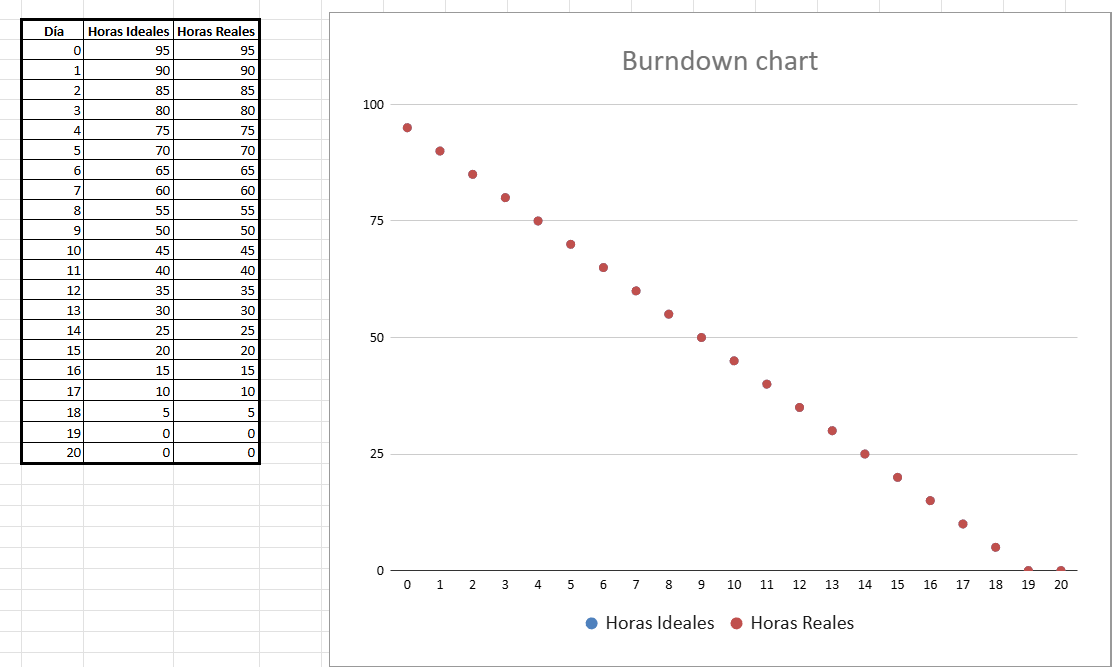 Día Horas Ideales Horas Reales
0 95 95
1 90 90
2 85 85
3 80 80
4 75 75
5 70 70
6 65 65
7 60 60
8 55 55
9 50 50
10 45 45
11 40 40
12 35 35
13 30 30
14 25 25
15 20 20
16 15 15
17 10 10
18 5 5
19 0 0
20 0 0
Burndown chart
100
75
50
25
0
0 1 2 3 4 5 6 7 8 9 10 11 12 13 14 15 16 17 18 19 20
Horas Ideales Horas Reales